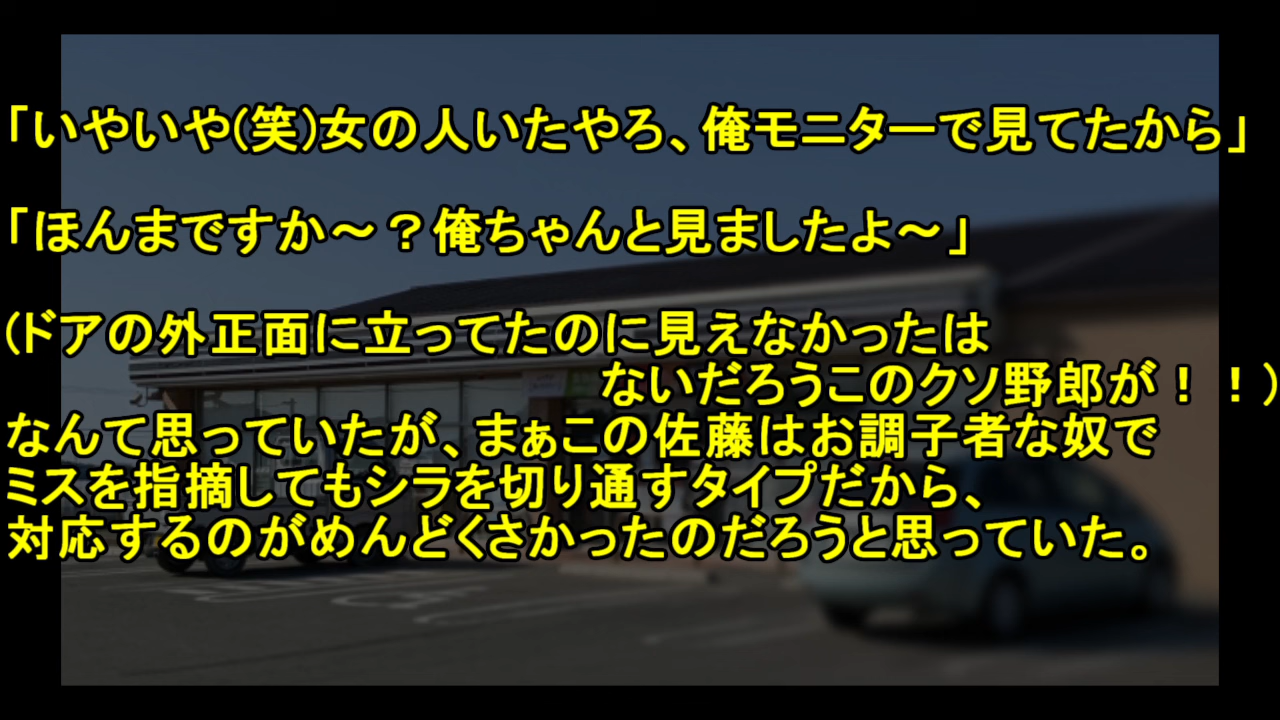 「いやいや(笑)女の人いたやろ、俺モニターで見てたから」
「ほんまですか～？俺ちゃんと見ましたよ～」
(ドアの外正面に立ってたのに見えなかったは
ないだろうこのクソ野郎が！！)
なんて思っていたが、まぁこの佐藤はお調子者な奴で
ミスを指摘してもシラを切り通すタイプだから、
対応するのがめんどくさかったのだろうと思っていた。